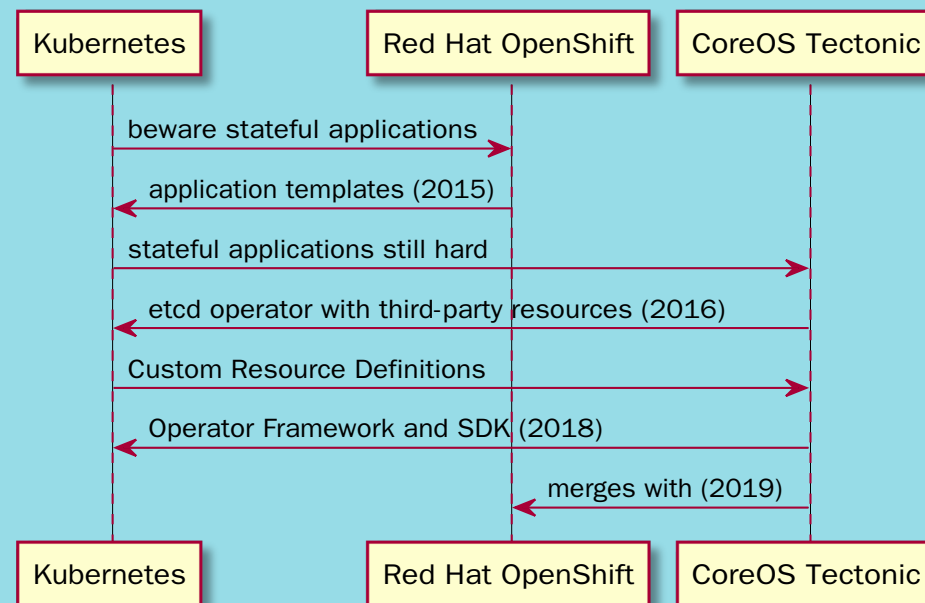 Kubernetes
Red Hat OpenShift
CoreOS Tectonic
beware stateful applications
application templates (2015)
stateful applications still hard
etcd operator with third-party resources (2016)
Custom Resource Definitions
Operator Framework and SDK (2018)
merges with (2019)
Kubernetes
Red Hat OpenShift
CoreOS Tectonic